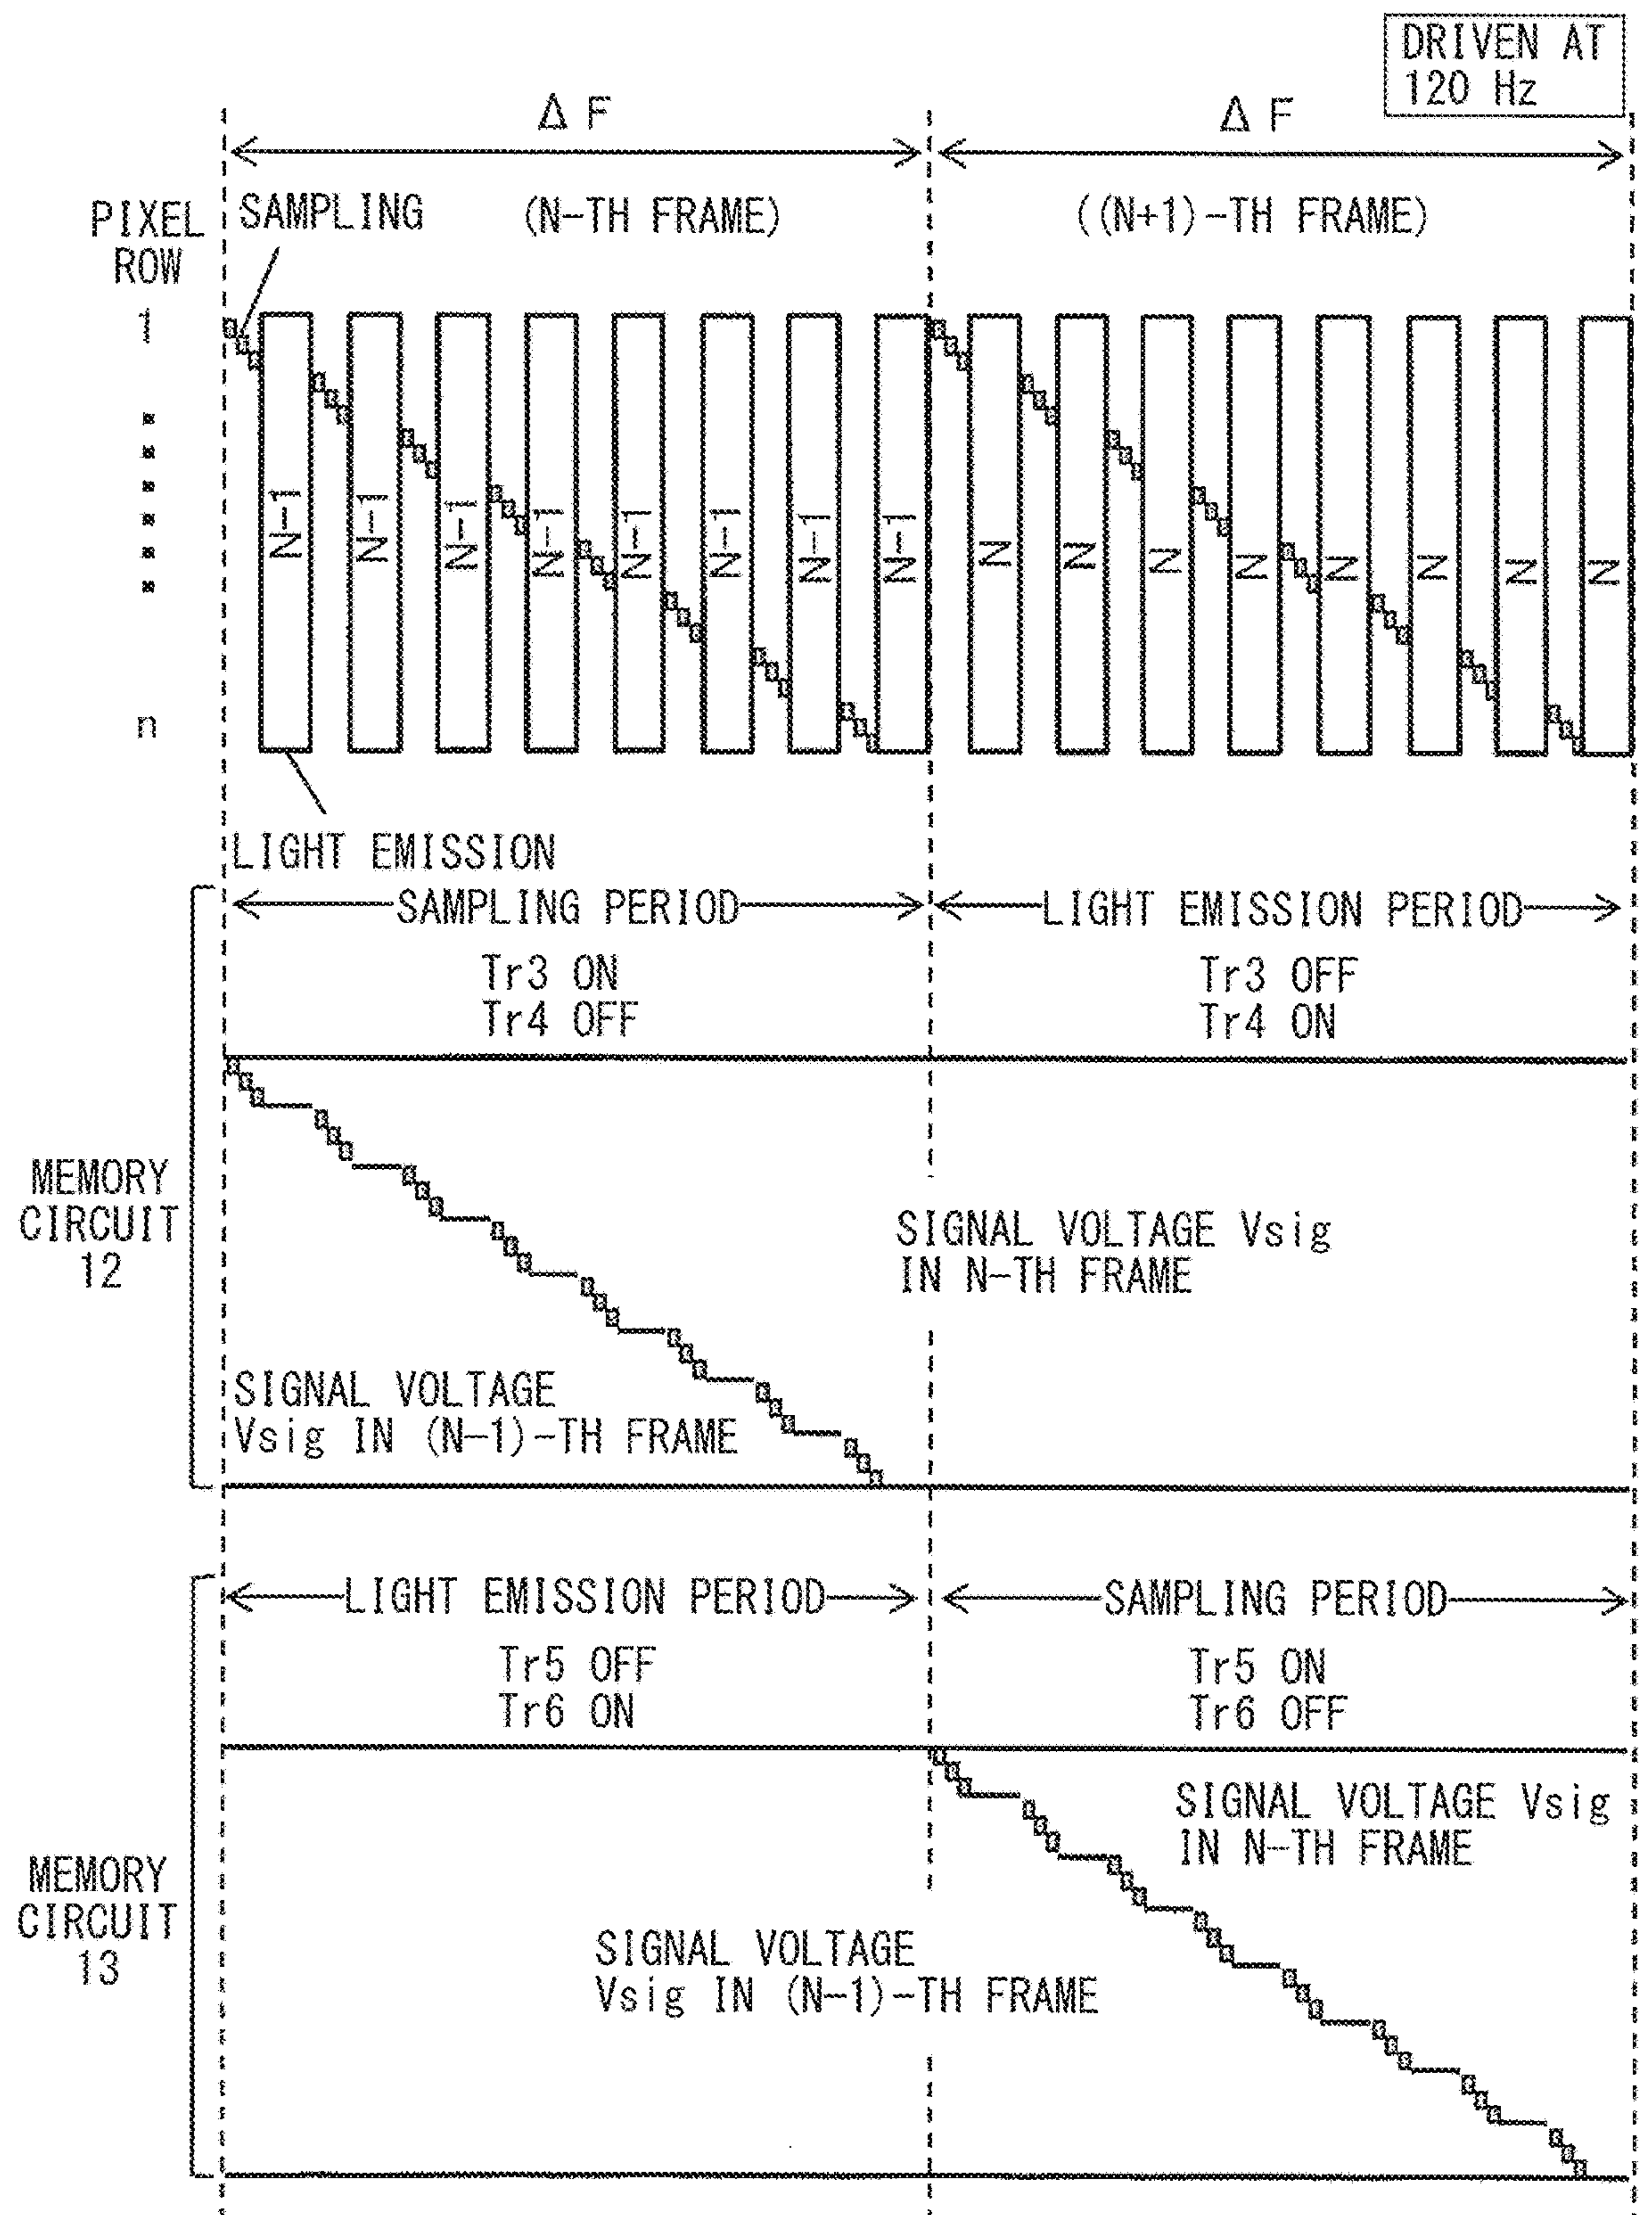 DRIVEN AT
120 Hz
Δ F
Δ F
PIXEL
ROW
SAMPLING
(N-TH FRAME)
((N+1)-TH FRAME)
1
n
N-1
N-1
N-1
N-1
N-1
N-1
N-1
N-1
N
N
N
N
N
N
N
N
LIGHT EMISSION
SAMPLING PERIOD
LIGHT EMISSION PERIOD
Tr3 ON
Tr4 OFF
Tr3 OFF
Tr4 ON
MEMORY
CIRCUIT
12
SIGNAL VOLTAGE Vsig
IN N-TH FRAME
SIGNAL VOLTAGE
Vsig IN (N-1)-TH FRAME
LIGHT EMISSION PERIOD
SAMPLING PERIOD
Tr5 OFF
Tr6 ON
Tr5 ON
Tr6 OFF
MEMORY
CIRCUIT
13
SIGNAL VOLTAGE Vsig
IN N-TH FRAME
SIGNAL VOLTAGE
Vsig IN (N-1)-TH FRAME